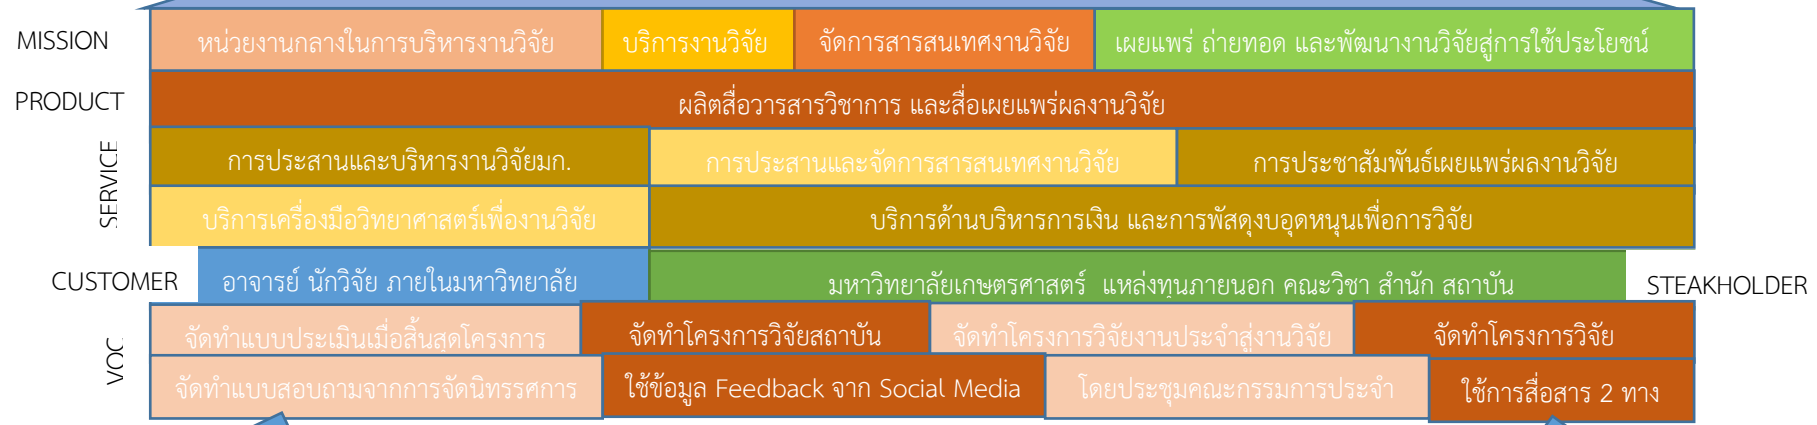 MISSION
หน่วยงานกลางในการบริหารงานวิจัย
บริการงานวิจัย
จัดการสารสนเทศงานวิจัย
เผยแพร่ ถ่ายทอด และพัฒนางานวิจัยสู่การใช้ประโยชน์
PRODUCT
ผลิตสื่อวารสารวิชาการ และสื่อเผยแพร่ผลงานวิจัย
SERVICE
การประสานและบริหารงานวิจัยมก.
การประสานและจัดการสารสนเทศงานวิจัย
การประชาสัมพันธ์เผยแพร่ผลงานวิจัย
บริการเครื่องมือวิทยาศาสตร์เพื่องานวิจัย
บริการด้านบริหารการเงิน และการพัสดุงบอุดหนุนเพื่อการวิจัย
CUSTOMER
อาจารย์ นักวิจัย ภายในมหาวิทยาลัย
มหาวิทยาลัยเกษตรศาสตร์ แหล่งทุนภายนอก คณะวิชา สำนัก สถาบัน
STEAKHOLDER
VOC
จัดทำแบบประเมินเมื่อสิ้นสุดโครงการ
จัดทำโครงการวิจัยสถาบัน
จัดทำโครงการวิจัยงานประจำสู่งานวิจัย
จัดทำโครงการวิจัย
จัดทำแบบสอบถามจากการจัดนิทรรศการ
ใช้ข้อมูล Feedback จาก Social Media
โดยประชุมคณะกรรมการประจำ
ใช้การสื่อสาร 2 ทาง